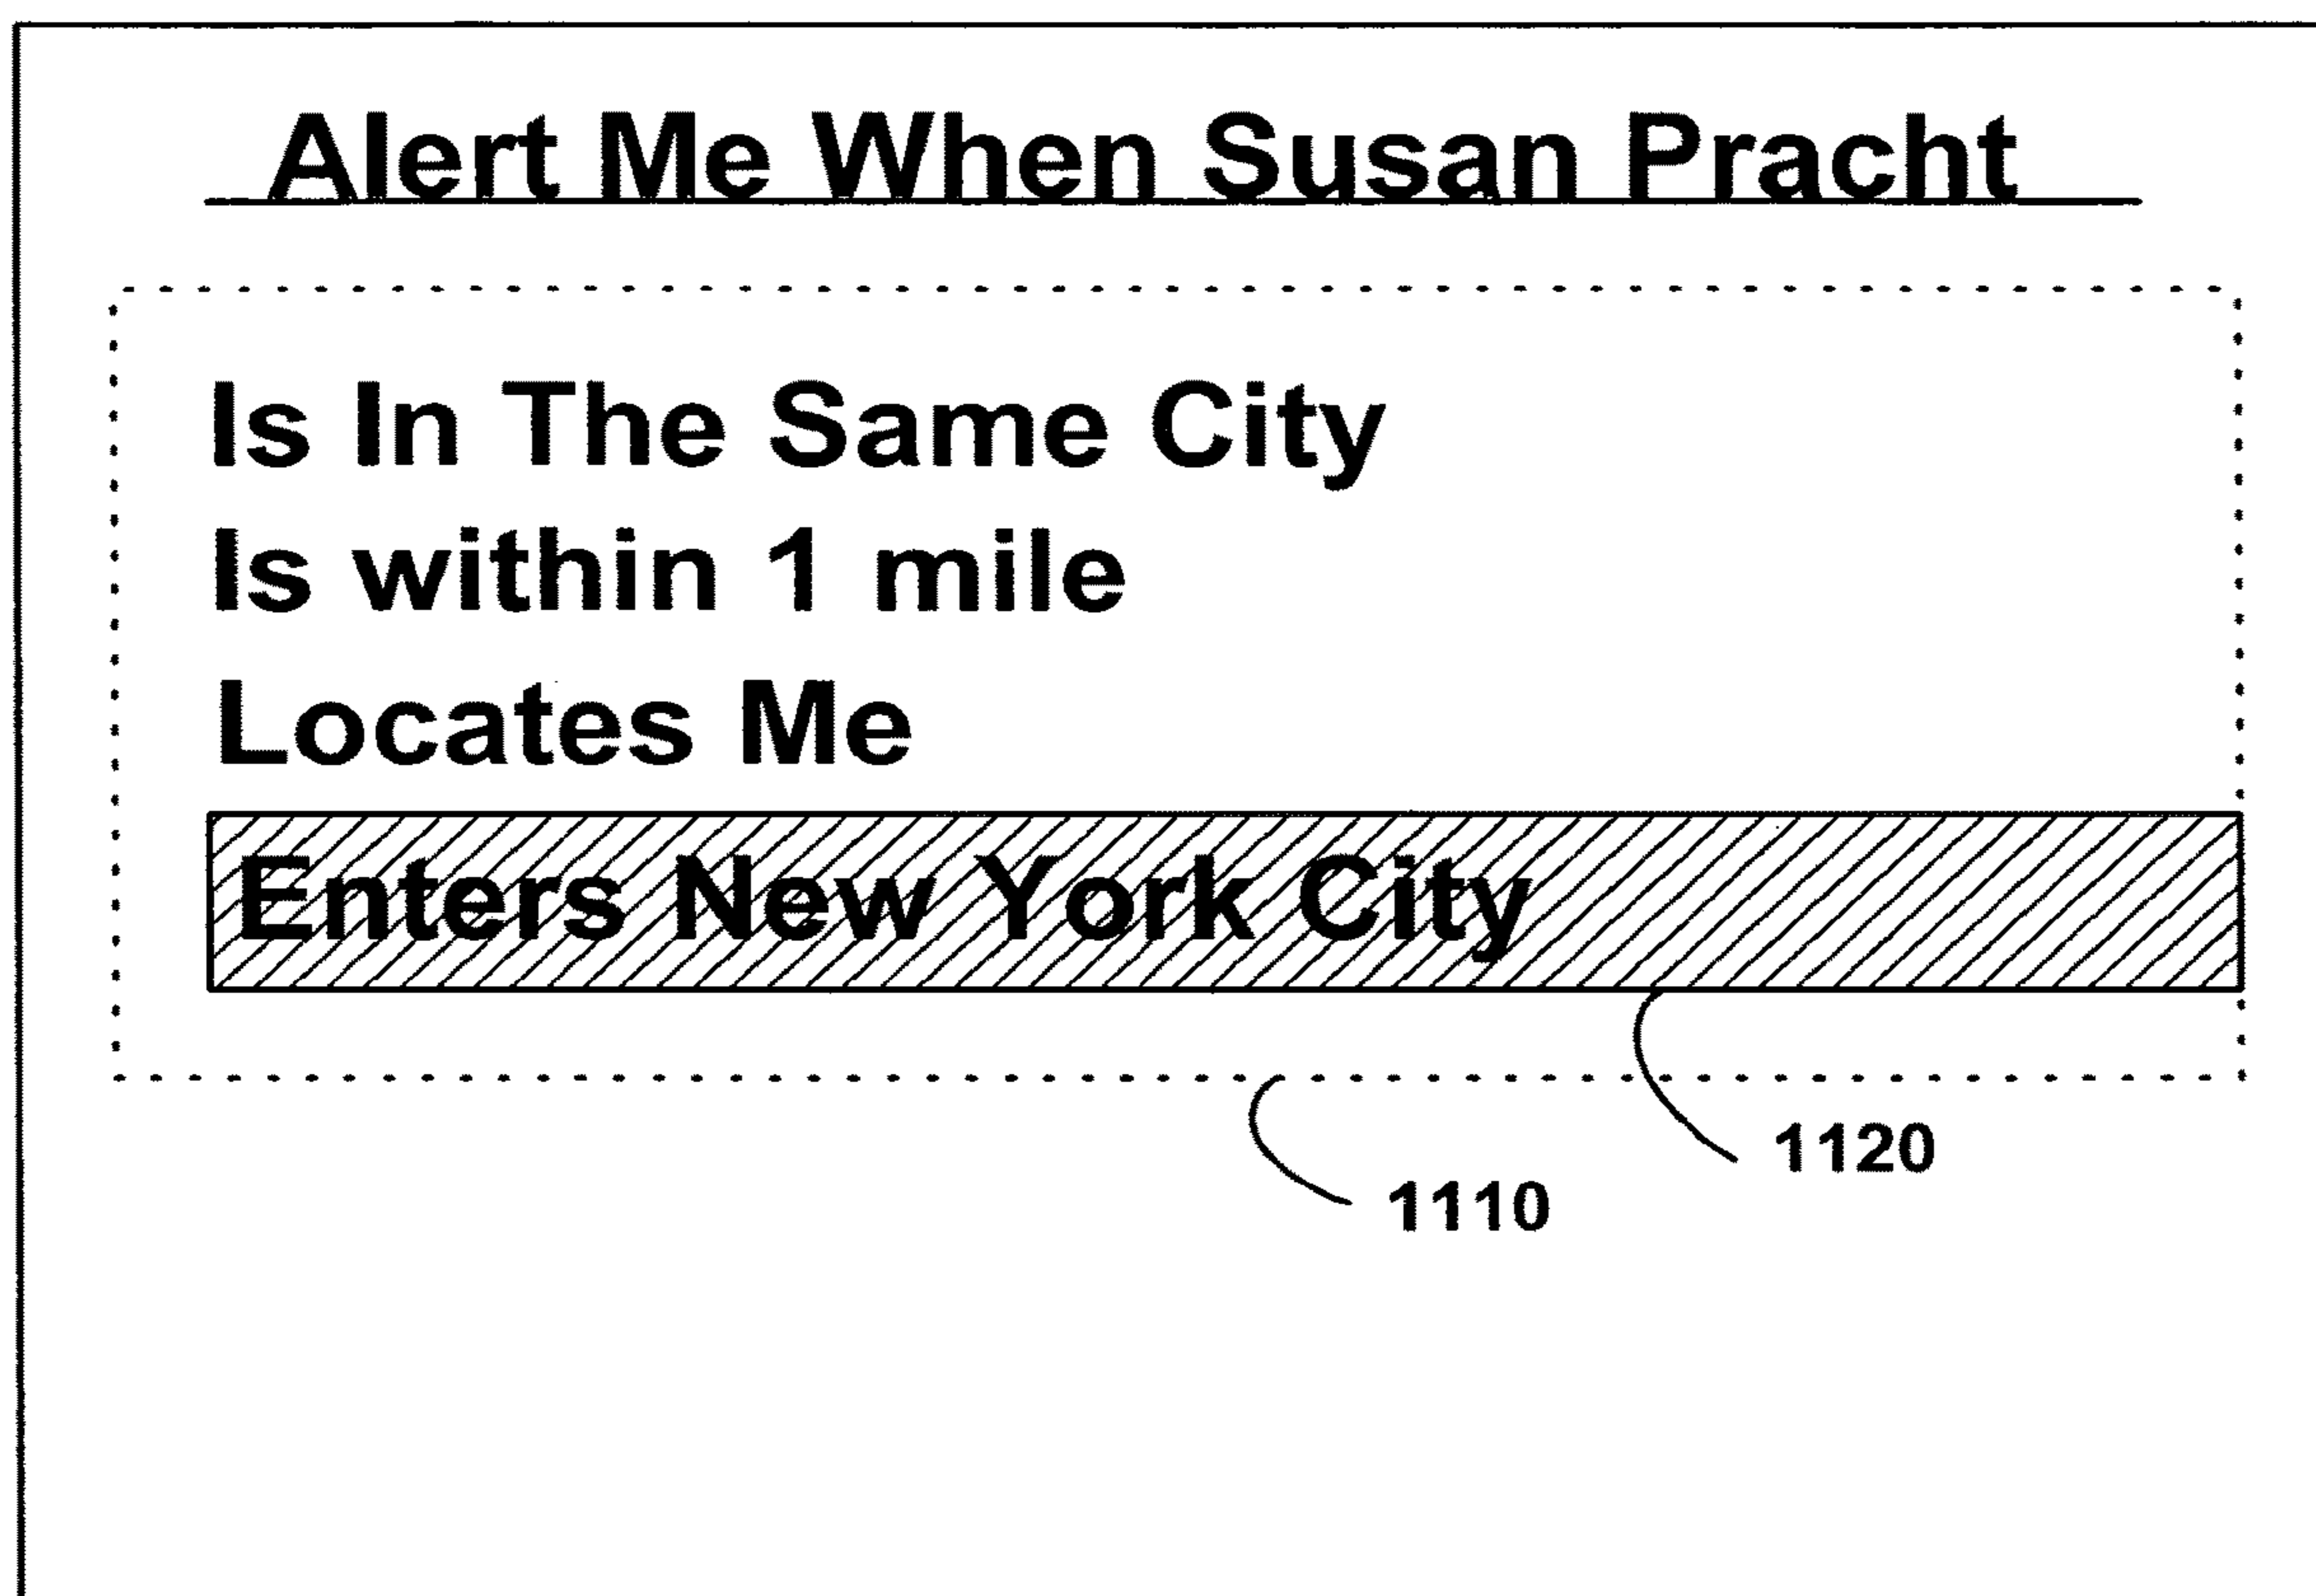 Alert Me When Susan Pracht
Is In The Same City
Is within 1 mile
Locates Me
Enters New York City
1120
1110